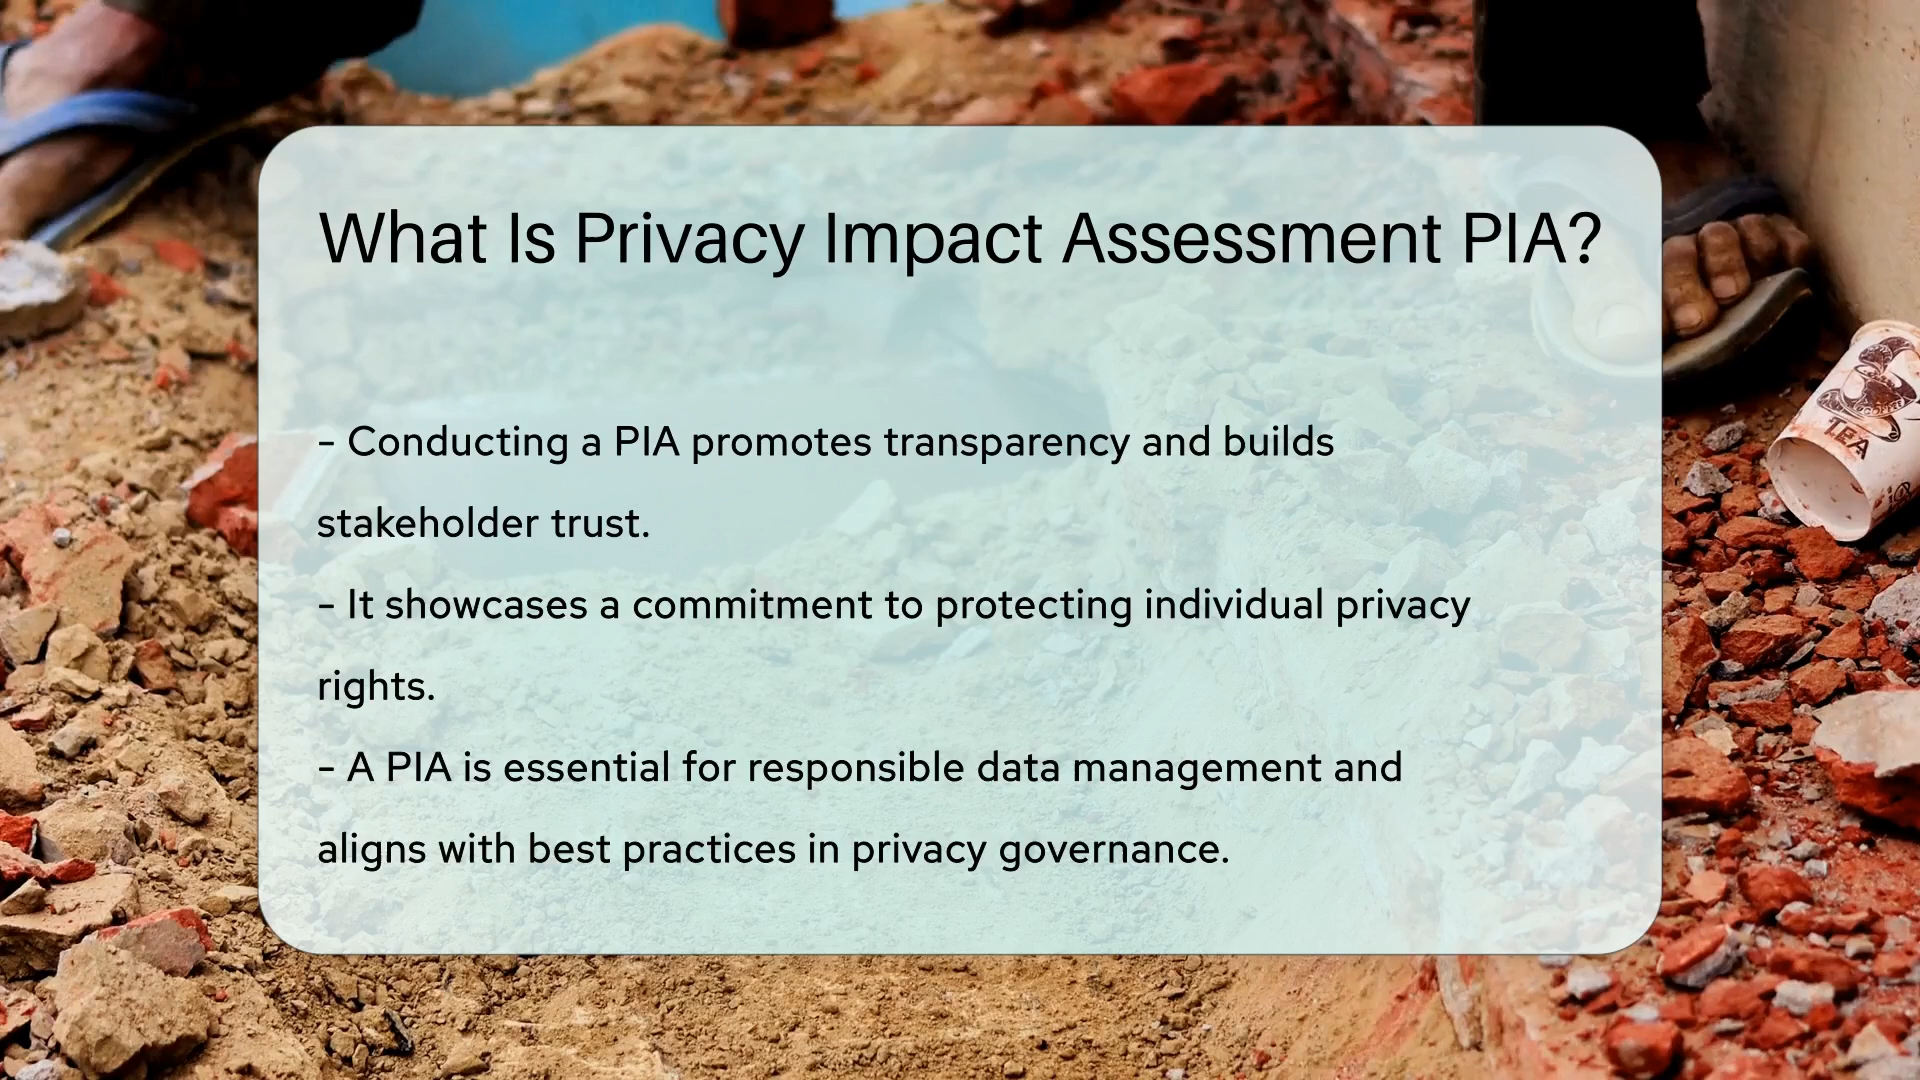 What Is Privacy Impact Assessment PIA?
- Conducting a PIA promotes transparency and builds
stakeholder trust.
- It showcases a commitment to protecting individual privacy
rights.
- A PIA is essential for responsible data management and
aligns with best practices in privacy governance.
TEA